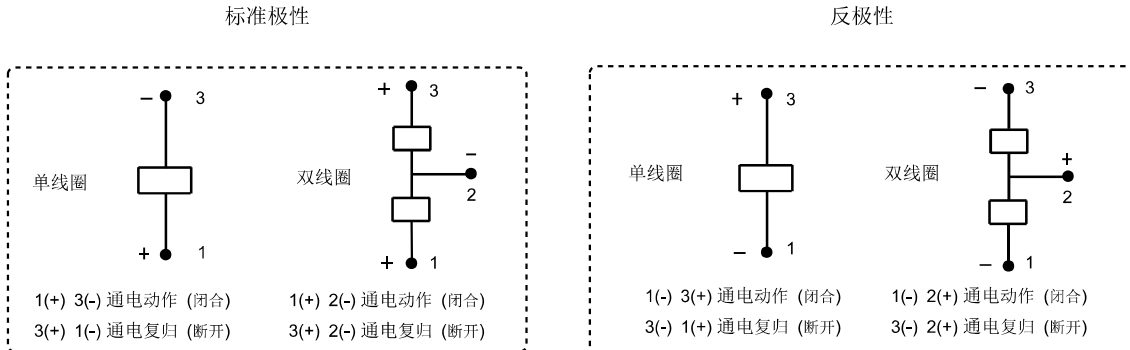 标准极性
反极性
− 3
单线圈
+ 1
+ 3
双线圈
−
2
+ 1
1(+) 3(-) 通电动作 (闭合)
3(+) 1(-) 通电复归 (断开)
1(+) 2(-) 通电动作 (闭合)
3(+) 2(-) 通电复归 (断开)
+ 3
单线圈
− 1
− 3
双线圈
+
2
− 1
1(-) 3(+) 通电动作 (闭合)
3(-) 1(+) 通电复归 (断开)
1(-) 2(+) 通电动作 (闭合)
3(-) 2(+) 通电复归 (断开)